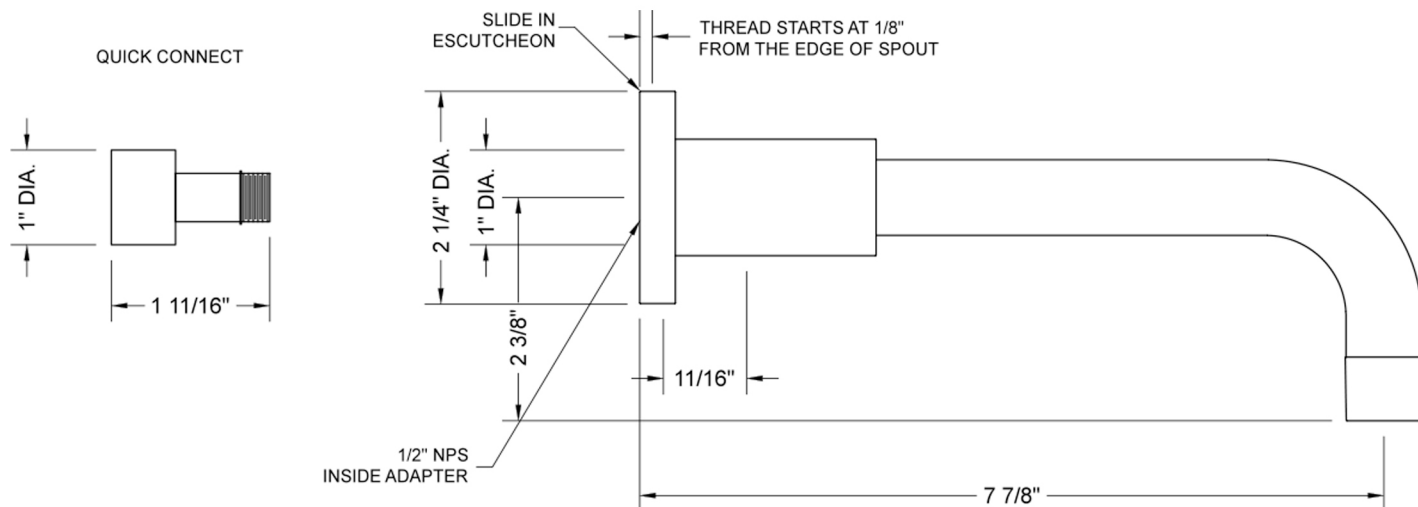 QUICK CONNECT
1" DIA.
1 11/16"
SLIDE IN
ESCUTCHEON
THREAD STARTS AT 1/8"
FROM THE EDGE OF SPOUT
2 1/4" DIA.
1" DIA.
2 3/8"
11/16"
1/2" NPS
INSIDE ADAPTER
7 7/8"